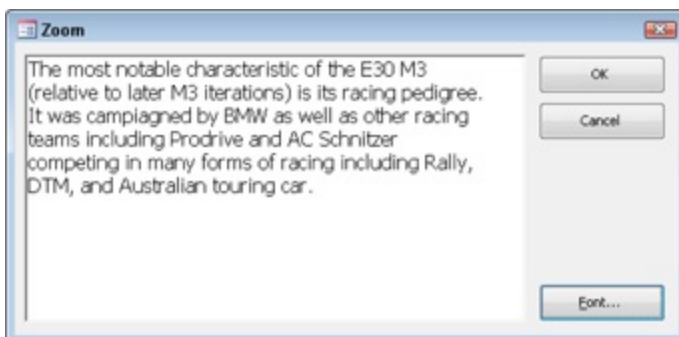 Zoom
The most notable characteristic of the E30 M3
(relative to later M3 iterations) is its racing pedigree.
It was campiagned by BMW as well as other racing
teams including Prodrive and AC Schnitzer
competing in many forms of racing including Rally,
DTM, and Australian touring car.
OK
Cancel
Font...